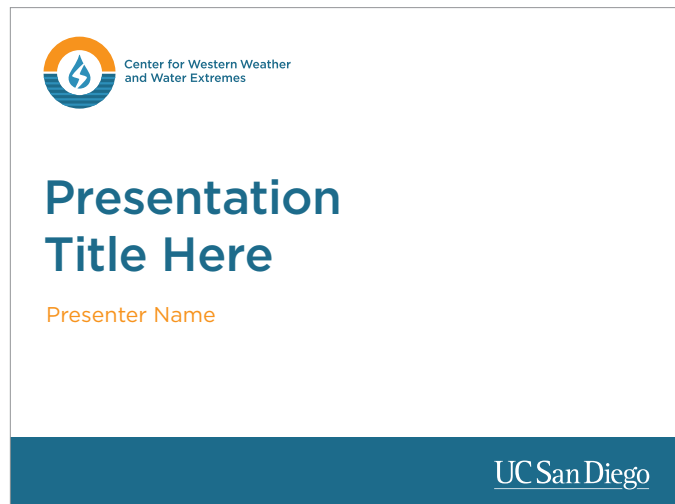 Center for Western Weather
and Water Extremes
Presentation
Title Here
Presenter Name
UC San Diego